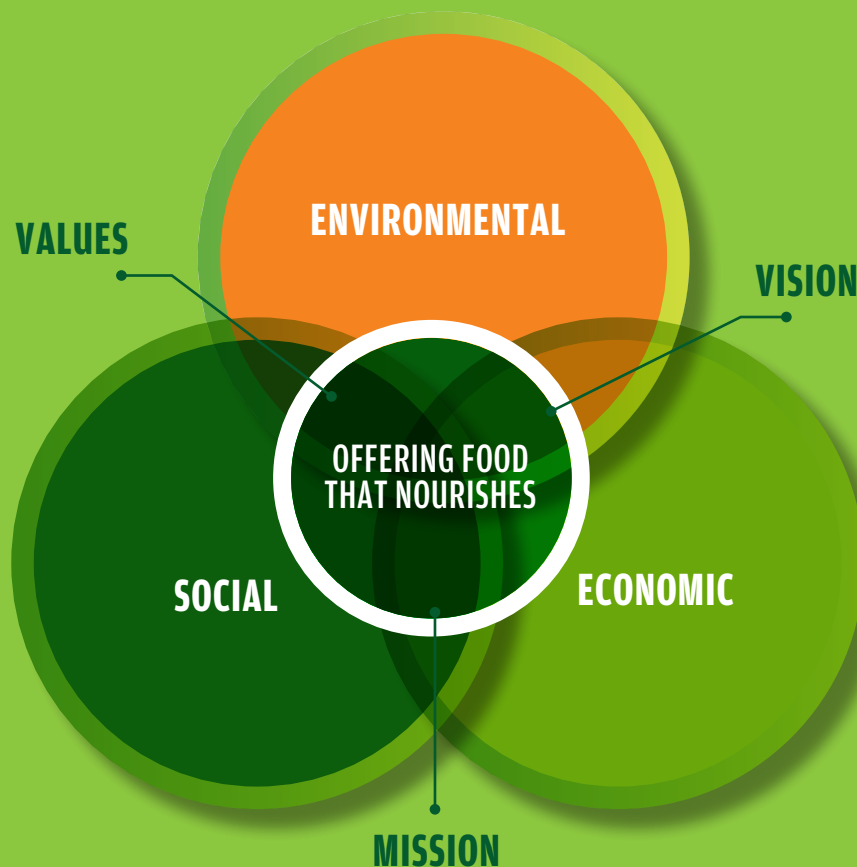 ENVIRONMENTAL
VALUES
VISION
OFFERING FOOD
THAT NOURISHES
SOCIAL
ECONOMIC
MISSION